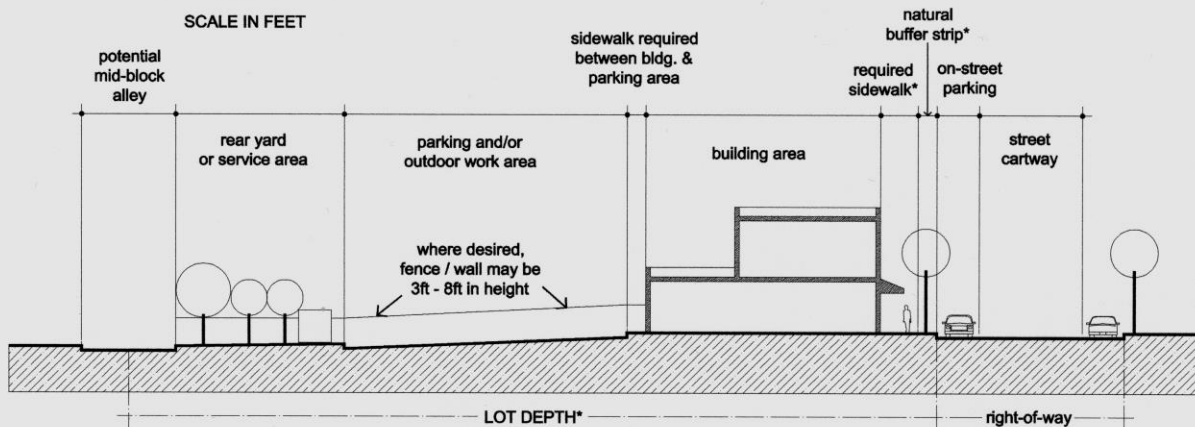 SCALE IN FEET
potential
mid-block
alley
rear yard
or service area
parking and/or
outdoor work area
sidewalk required
between bldg. &
parking area
building area
required
sidewalk*
natural
buffer strip*
on-street
parking
street
cartway
where desired,
fence / wall may be
3ft - 8ft in height
LOT DEPTH*
right-of-way